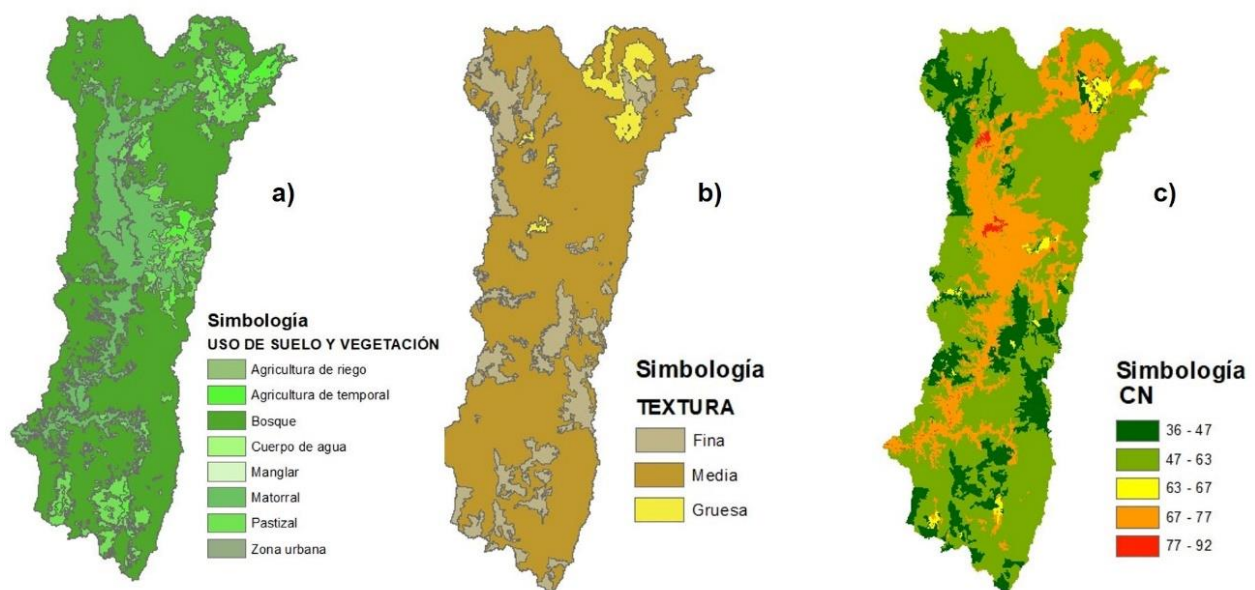 a)
Simbología
USO DE SUELO Y VEGETACIÓN
Agricultura de riego
Agricultura de temporal
Bosque
Cuerpo de agua
Manglar
Matorral
Pastizal
Zona urbana
b)
Simbología
TEXTURA
Fina
Media
Gruesa
c)
Simbología
CN
36 - 47
47 - 63
63 - 67
67 - 77
77 - 92